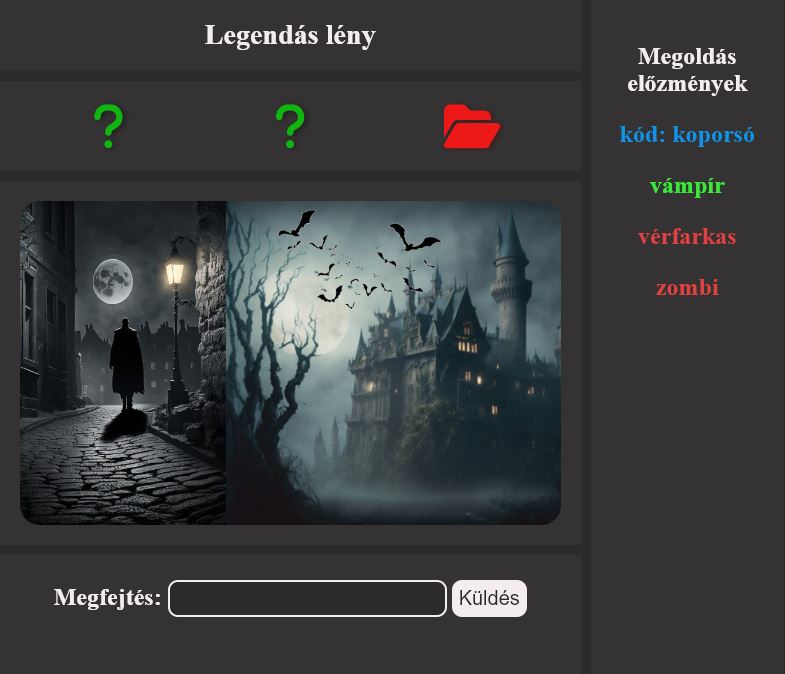 Legendás lény
? ?
Megfejtés:
Küldés
Megoldás
előzmények
kód: koporsó
vámpír
vérfarkas
zombi